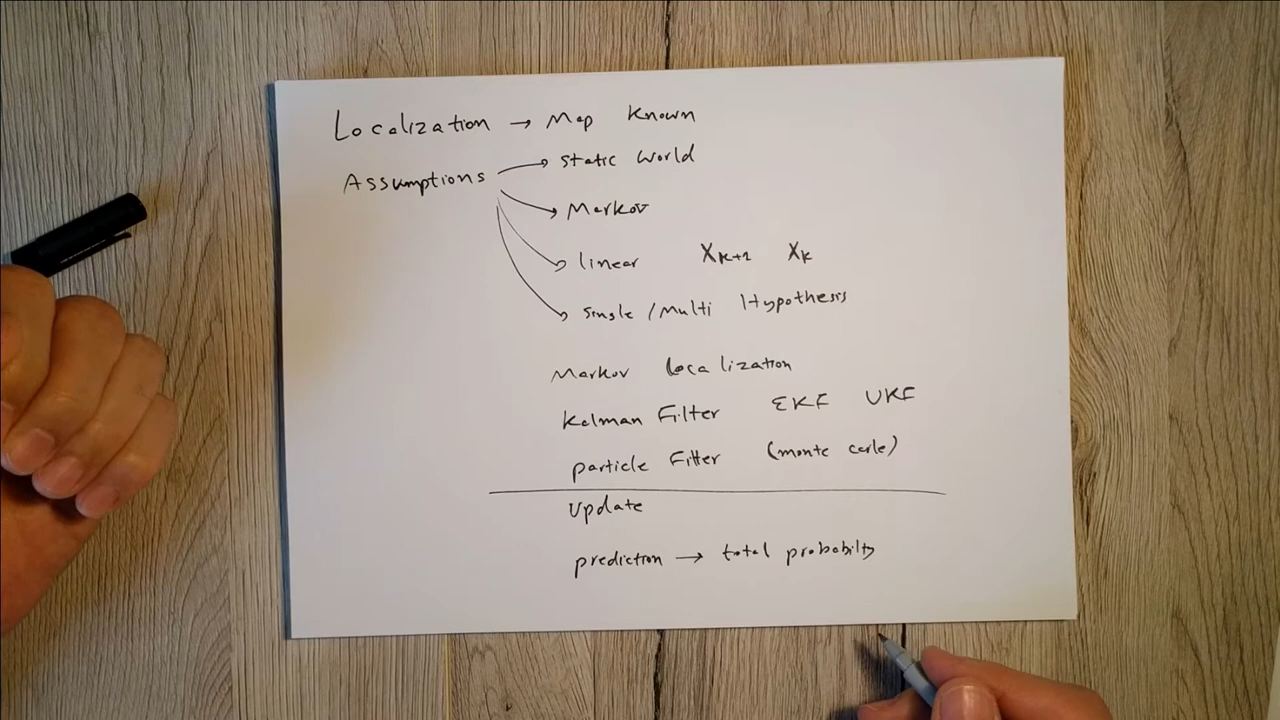 Localization → Map Known
Assumptions
Static World
Markov
linear Xk+1 Xk
Single/Multi Hypothesis
Markov Localization
Kalman Filter EKF UKF
particle Filter (monte carlo)
Update
prediction → total probabilty